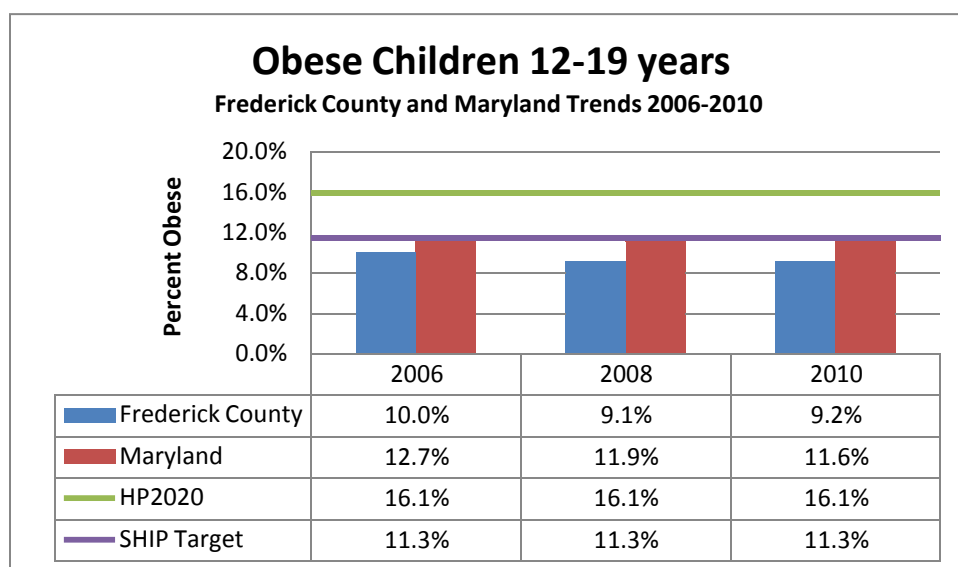 Obese Children 12-19 years
Frederick County and Maryland Trends 2006-2010
Percent Obese
20.0%
16.0%
12.0%
8.0%
4.0%
0.0%
2006 2008 2010
Frederick County 10.0% 9.1% 9.2%
Maryland 12.7% 11.9% 11.6%
HP2020 16.1% 16.1% 16.1%
SHIP Target 11.3% 11.3% 11.3%